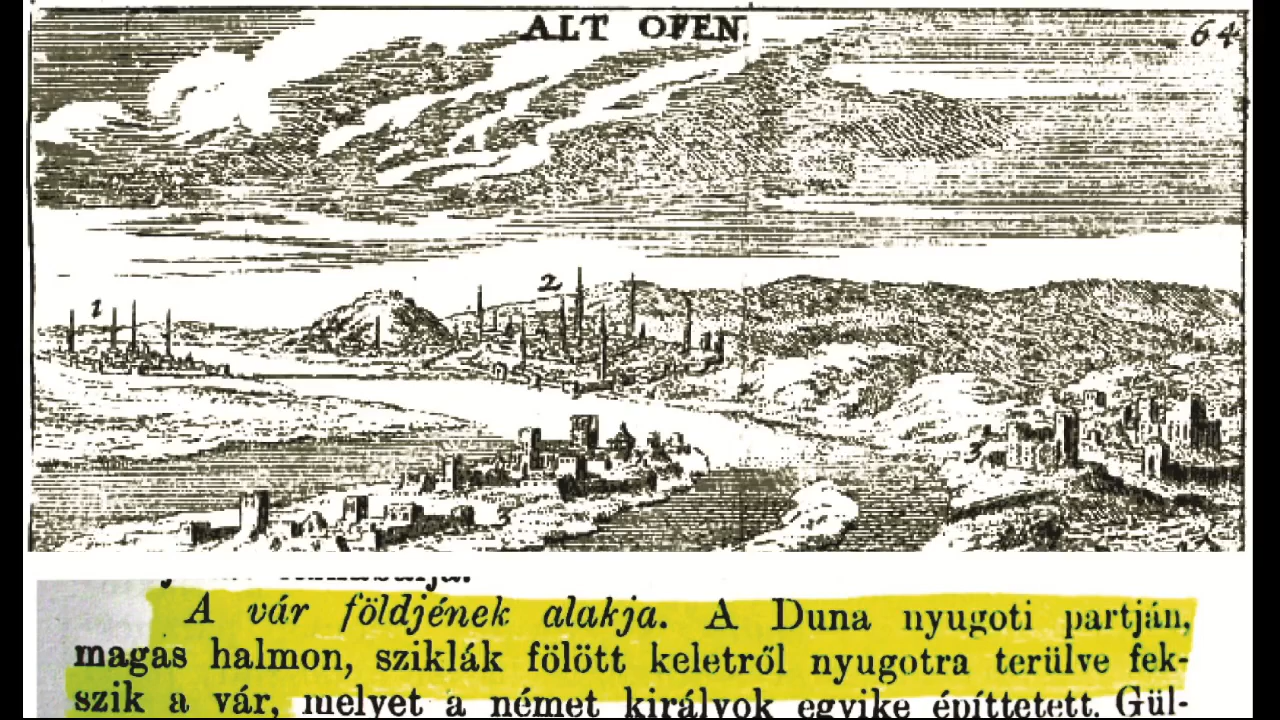 ALT OFEN.
64
1
2
3
A vár földjének alakja. A Duna nyugoti partján,
magas halmon, sziklák fölött keletről nyugotra terülve fek-
szik a vár, melyet a német királyok egyike építtetett. Gül-